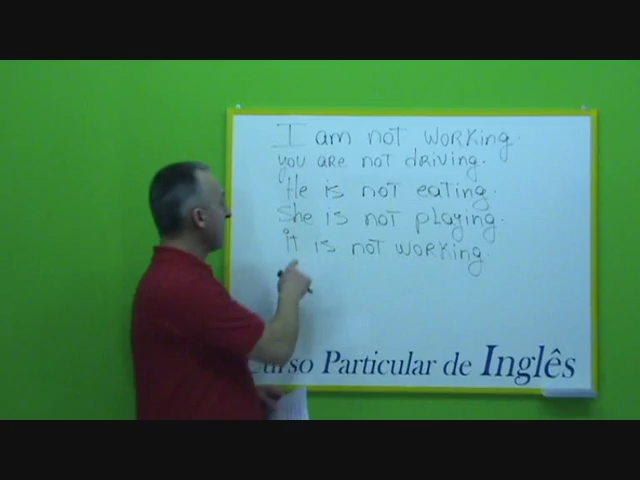 I am not working.
you are not driving.
He is not eating.
She is not playing.
it is not working.
Curso Particular de Inglês